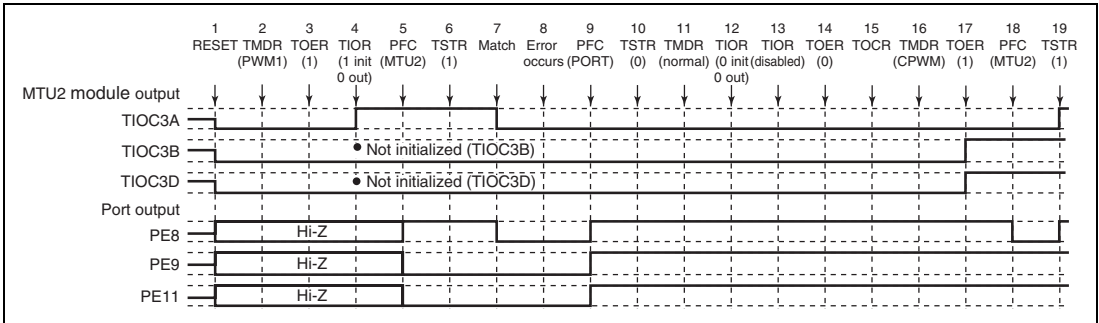 1 2 3 4 5 6 7 8 9 10 11 12 13 14 15 16 17 18 19
RESET TMDR TOER TIOR PFC TSTR Match Error PFC TSTR TMDR TIOR TIOR TOER TOCR TMDR TOER PFC TSTR
(PWM1) (1) (1 init (MTU2) (1) occurs (PORT) (0) (normal) (0 init (disabled) (0) (CPWM) (1) (MTU2) (1)
0 out) 0 out)
MTU2 module output
TIOC3A
TIOC3B • Not initialized (TIOC3B)
TIOC3D • Not initialized (TIOC3D)
Port output
PE8 Hi-Z
PE9 Hi-Z
PE11 Hi-Z